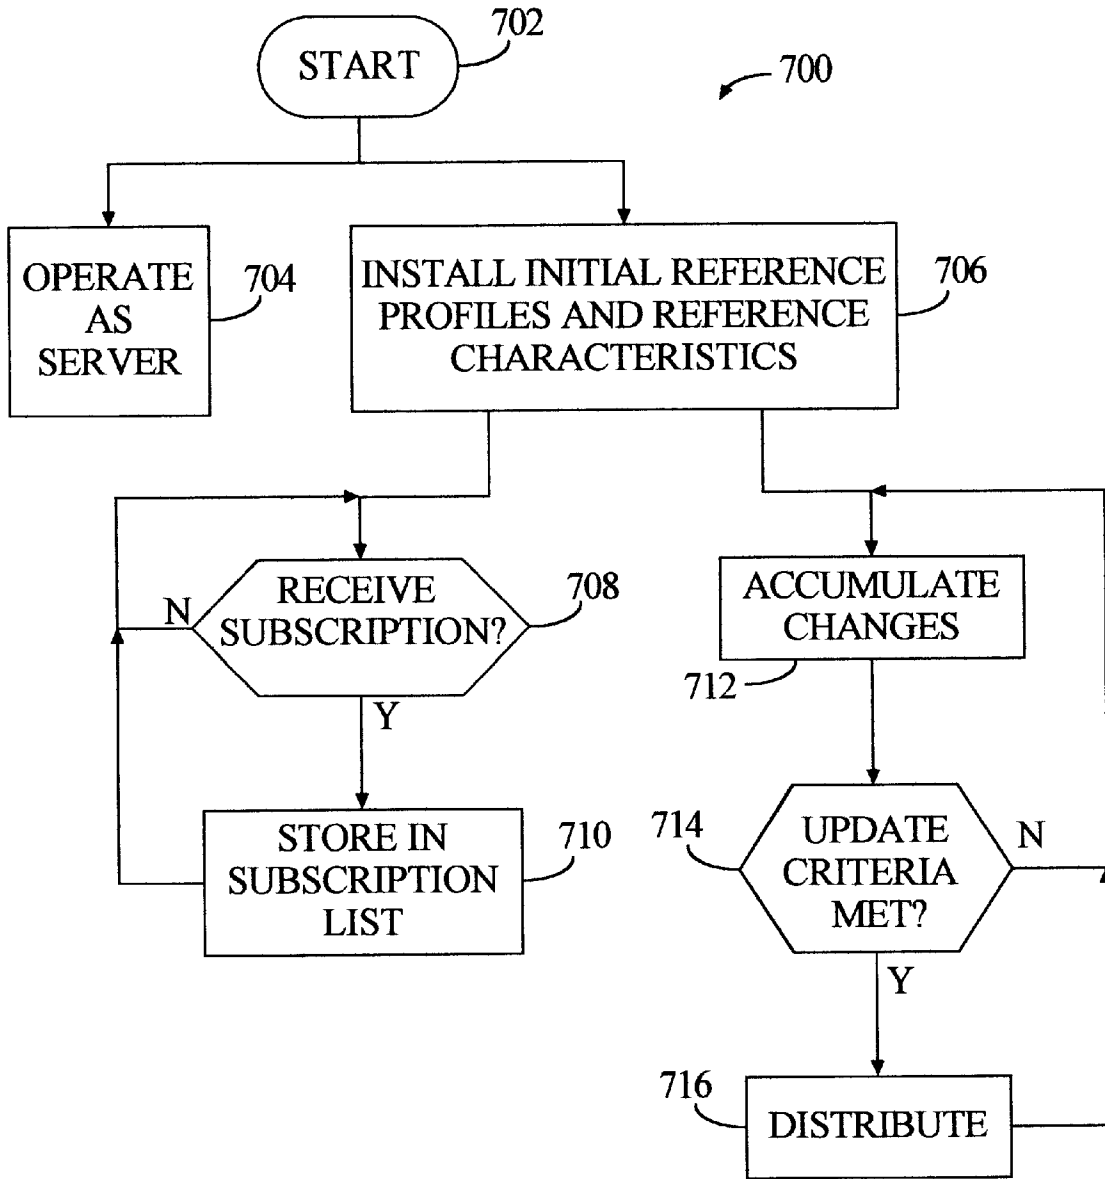 702
START
700
OPERATE
AS
SERVER
704
INSTALL INITIAL REFERENCE
PROFILES AND REFERENCE
CHARACTERISTICS
706
RECEIVE
SUBSCRIPTION?
708
N
Y
STORE IN
SUBSCRIPTION
LIST
710
ACCUMULATE
CHANGES
712
714
UPDATE
CRITERIA
MET?
N
Y
716
DISTRIBUTE